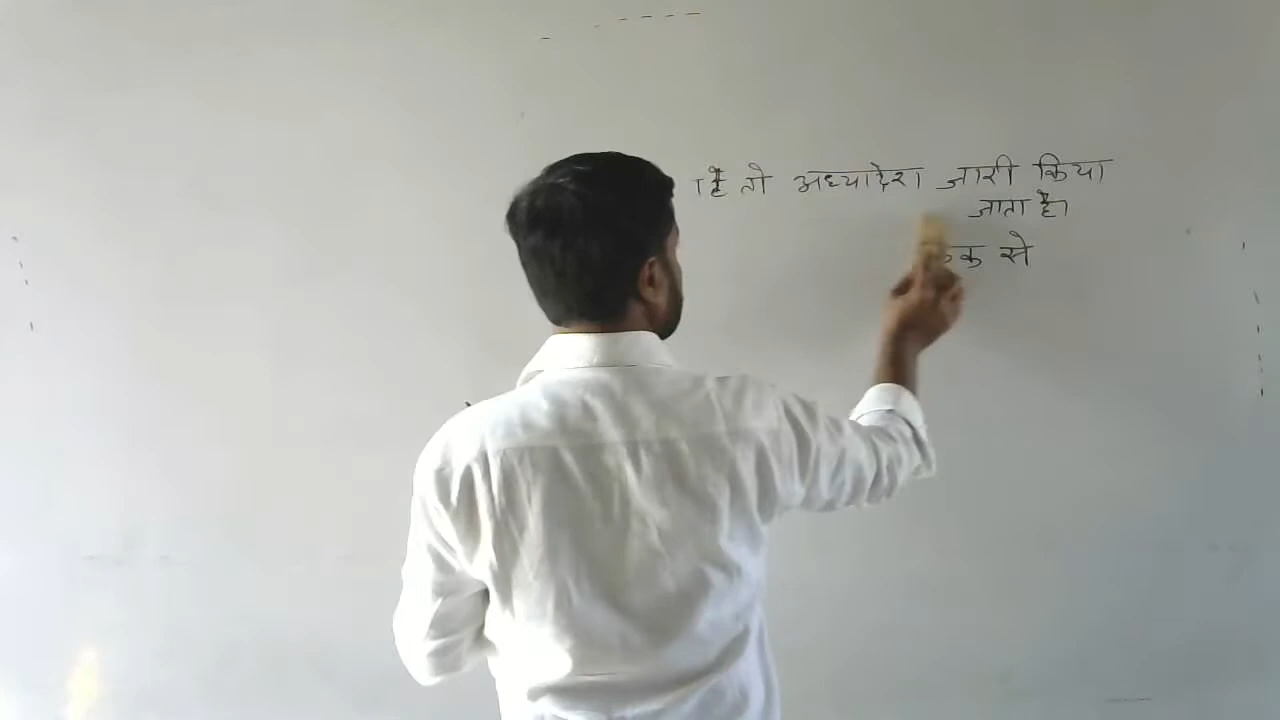 है तो अध्यादेश जारी किया
जाता है।
से